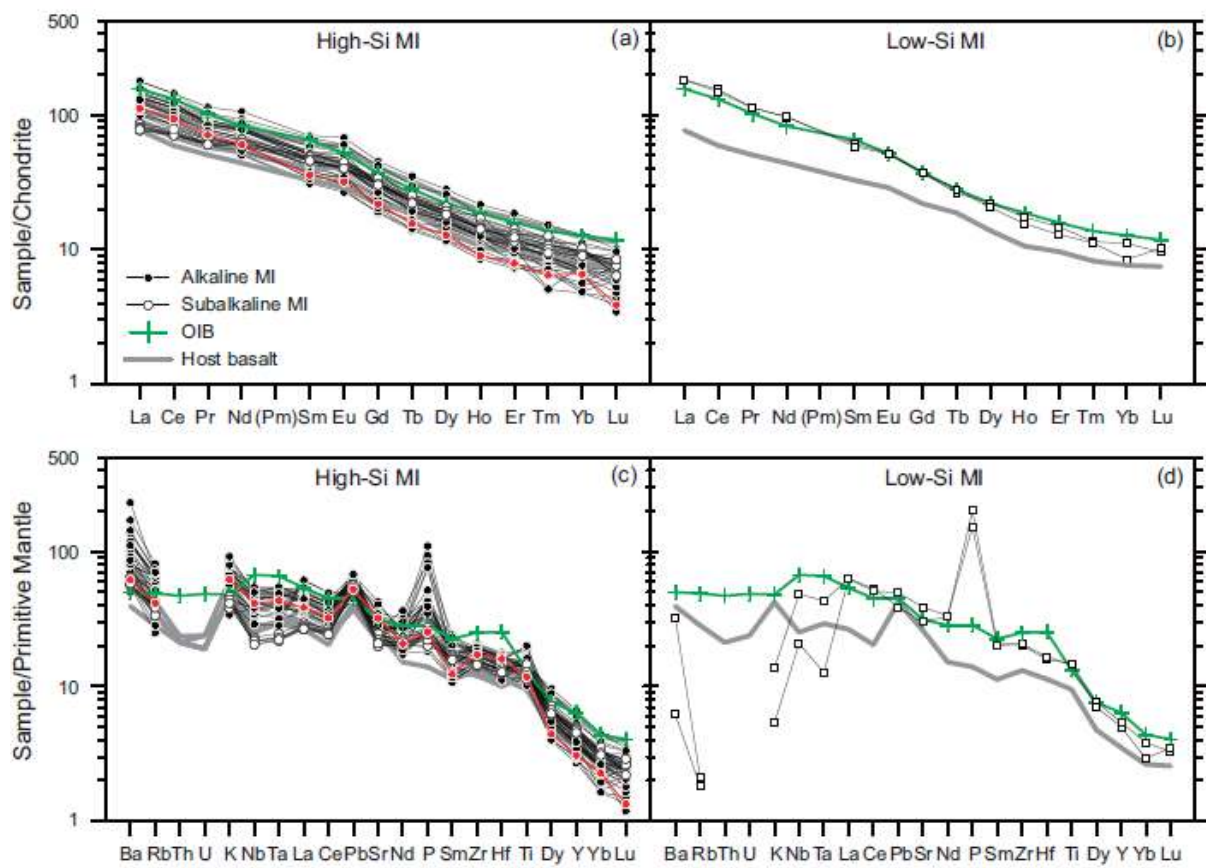 500
High-Si MI
(a)
Low-Si MI
(b)
100
10
1
Sample/Chondrite
Alkaline MI
Subalkaline MI
OIB
Host basalt
La Ce Pr Nd (Pm) Sm Eu Gd Tb Dy Ho Er Tm Yb Lu
La Ce Pr Nd (Pm) Sm Eu Gd Tb Dy Ho Er Tm Yb Lu
500
High-Si MI
(c)
Low-Si MI
(d)
100
10
1
Sample/Primitive Mantle
Ba Rb Th U K Nb Ta La Ce Pb Sr Nd P Sm Zr Hf Ti Dy Y Yb Lu
Ba Rb Th U K Nb Ta La Ce Pb Sr Nd P Sm Zr Hf Ti Dy Y Yb Lu